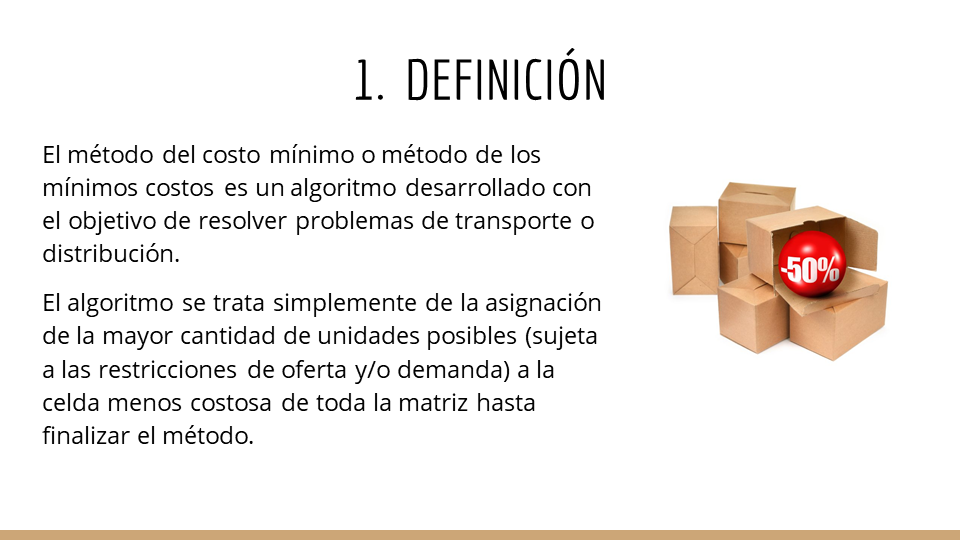 1. DEFINICIÓN
El método del costo mínimo o método de los
mínimos costos es un algoritmo desarrollado con
el objetivo de resolver problemas de transporte o
distribución.
El algoritmo se trata simplemente de la asignación
de la mayor cantidad de unidades posibles (sujeta
a las restricciones de oferta y/o demanda) a la
celda menos costosa de toda la matriz hasta
finalizar el método.
-50%